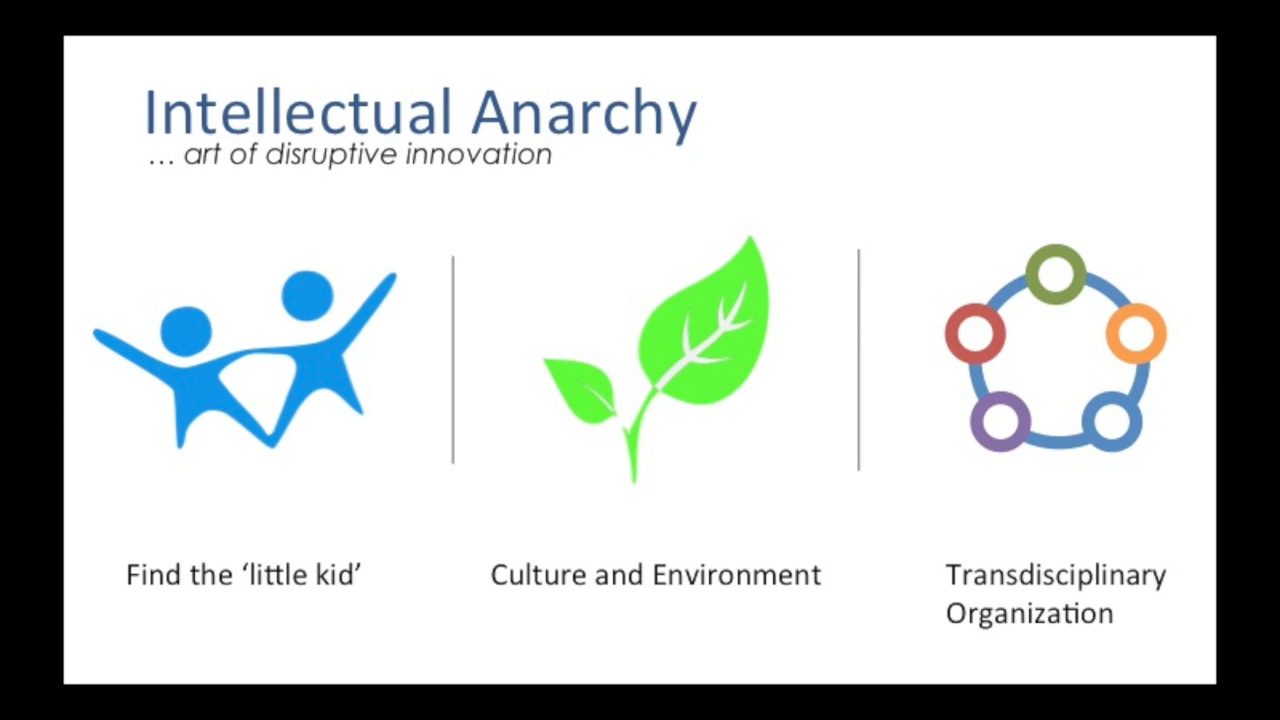 Intellectual Anarchy
... art of disruptive innovation
Find the ‘little kid’
Culture and Environment
Transdisciplinary
Organization